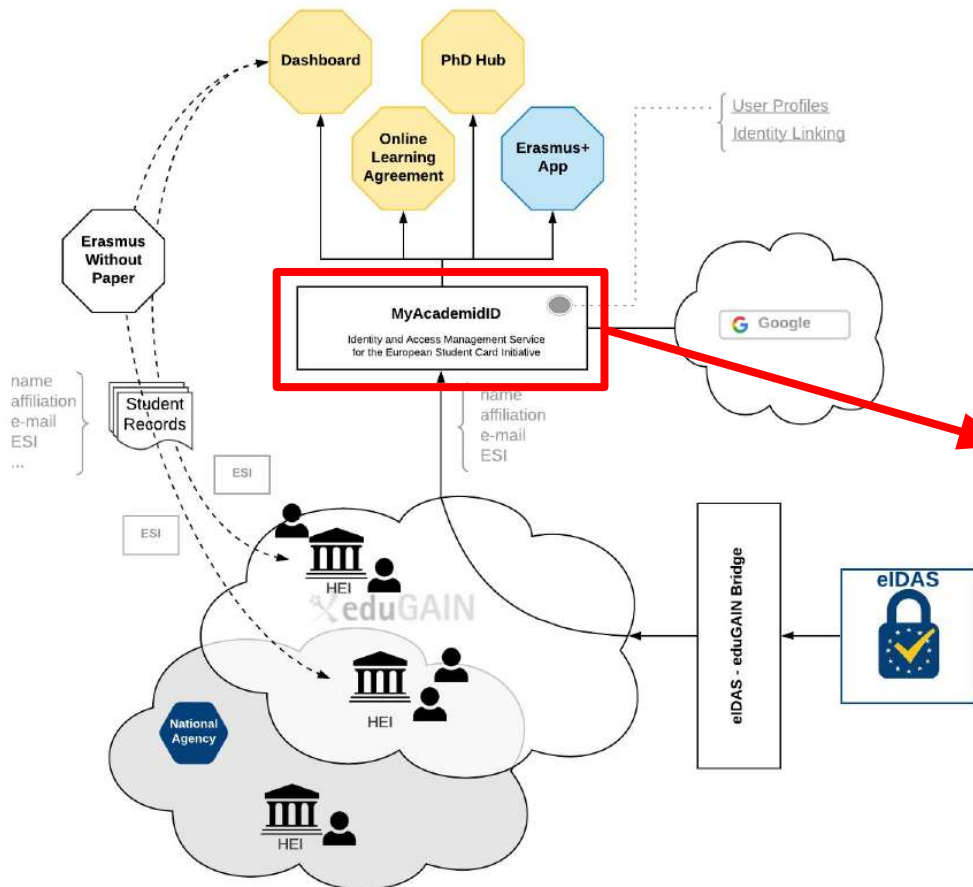 Dashboard
PhD Hub
Online
Learning
Agreement
Erasmus+
App
User Profiles
Identity Linking
Erasmus
Without
Paper
MyAcademidID
Identity and Access Management Service
for the European Student Card Initiative
Google
name
affiliation
e-mail
ESI
...
Student
Records
name
affiliation
e-mail
ESI
ESI
ESI
HEI
eduGAIN
HEI
National
Agency
HEI
eIDAS - eduGAIN Bridge
eIDAS